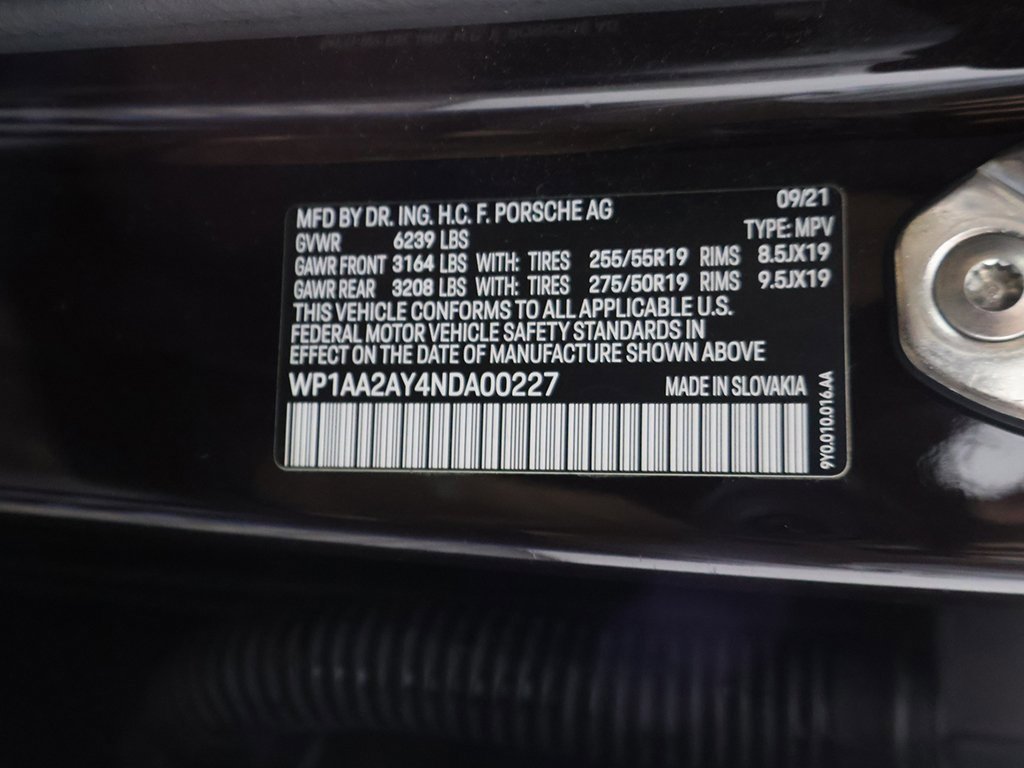 MFD BY DR. ING. H.C. F. PORSCHE AG 09/21
GVWR 6239 LBS TYPE: MPV
GAWR FRONT 3164 LBS WITH: TIRES 255/55R19 RIMS 8.5JX19
GAWR REAR 3208 LBS WITH: TIRES 275/50R19 RIMS 9.5JX19
THIS VEHICLE CONFORMS TO ALL APPLICABLE U.S.
FEDERAL MOTOR VEHICLE SAFETY STANDARDS IN
EFFECT ON THE DATE OF MANUFACTURE SHOWN ABOVE
WP1AA2AY4NDA00227 MADE IN SLOVAKIA
9Y0.010.016.AA